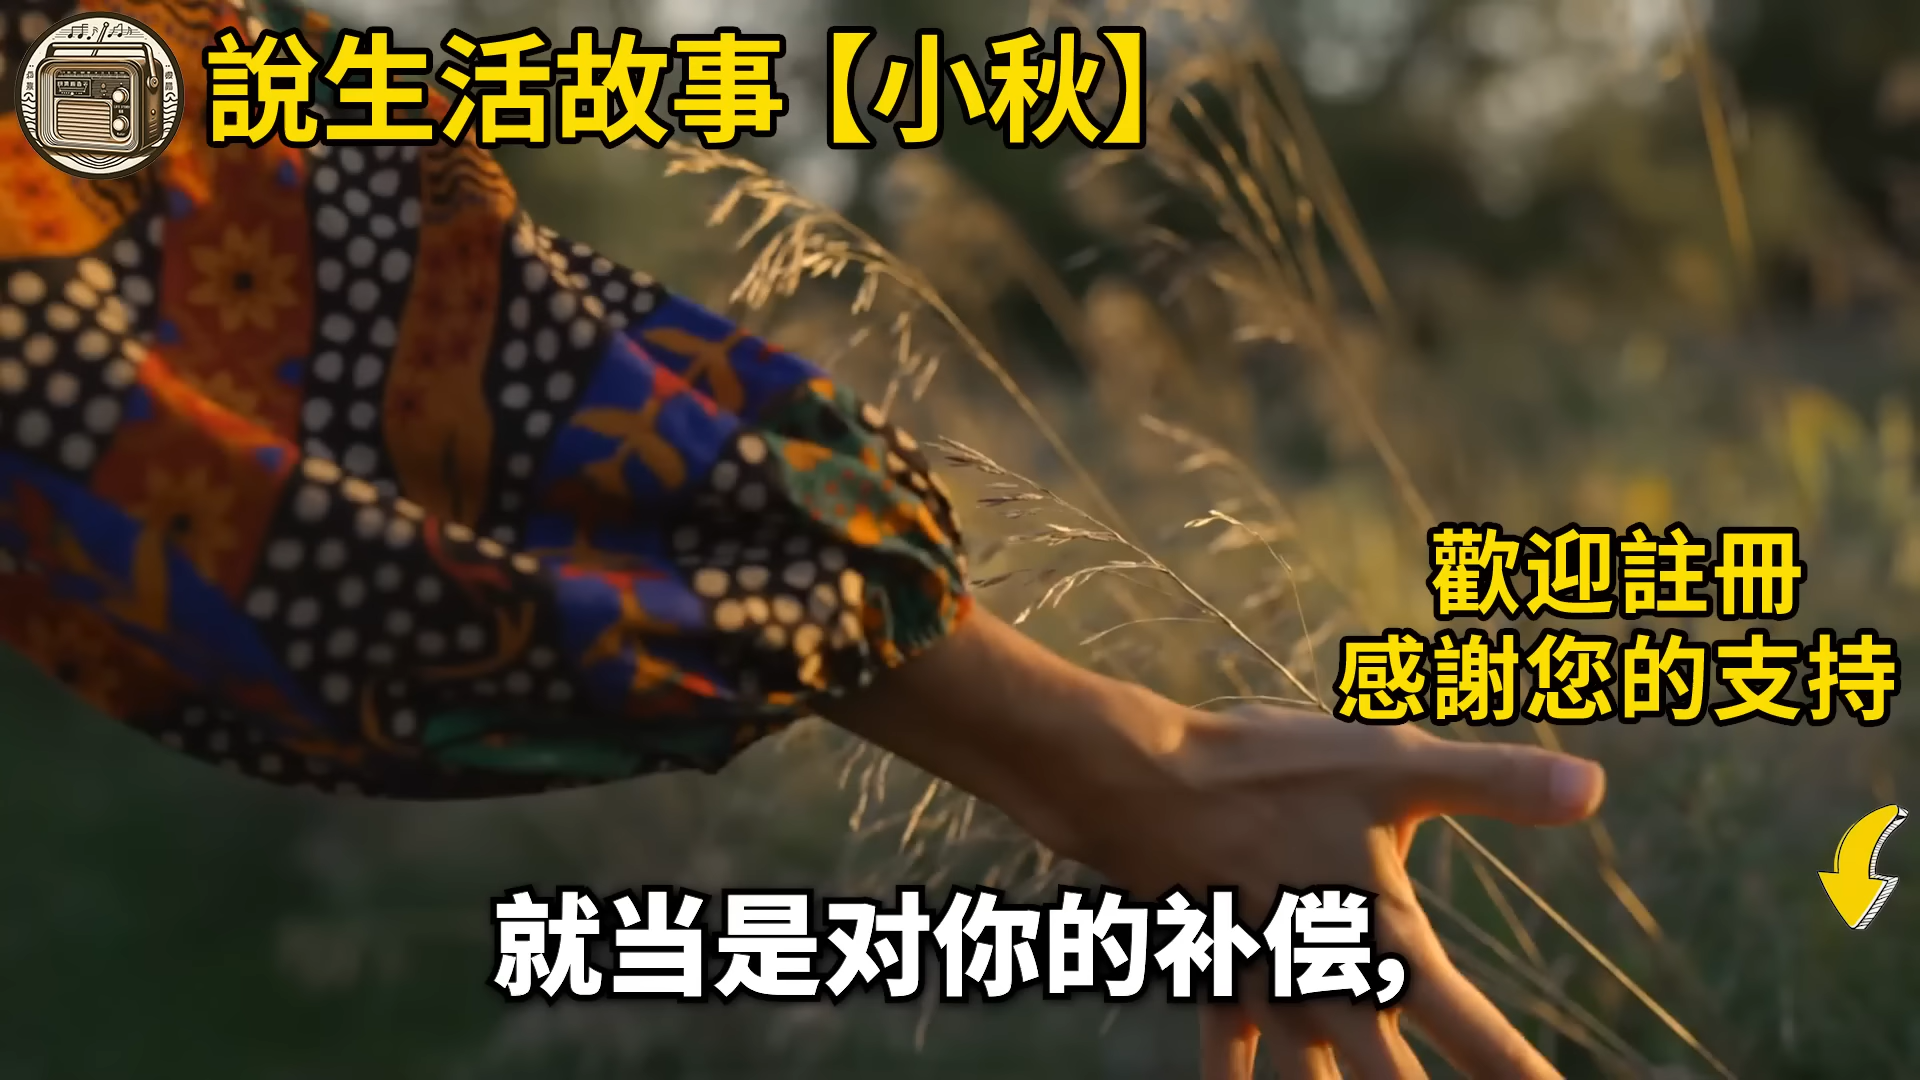 說生活故事【小秋】
歡迎註冊
感謝您的支持
就当是对你的补偿,